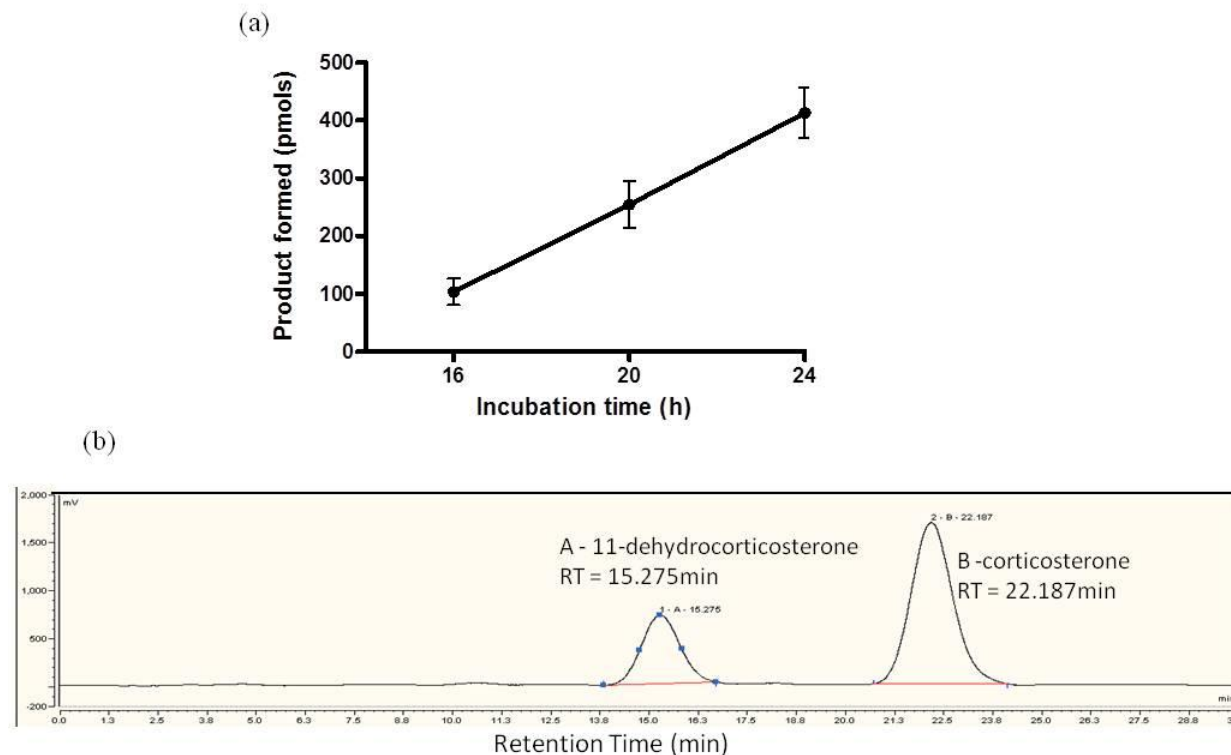 (a)
Product formed (pmols)
500
400
300
200
100
0
16 20 24
Incubation time (h)
(b)
2,000
mV
1,500
1,000
500
-200
A - 11-dehydrocorticosterone
RT = 15.275min
1 - A - 15.275
2 - B - 22.187
B -corticosterone
RT = 22.187min
0.0 1.3 2.5 3.8 5.0 6.3 7.5 8.8 10.0 11.3 12.5 13.8 15.0 16.3 17.5 18.8 20.0 21.3 22.5 23.8 25.0 26.3 27.5 28.8
Retention Time (min)